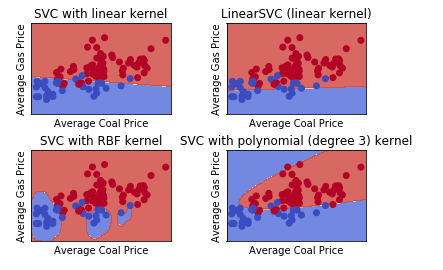 SVC with linear kernel
LinearSVC (linear kernel)
Average Gas Price
Average Coal Price
Average Gas Price
Average Coal Price
SVC with RBF kernel
SVC with polynomial (degree 3) kernel
Average Gas Price
Average Coal Price
Average Gas Price
Average Coal Price